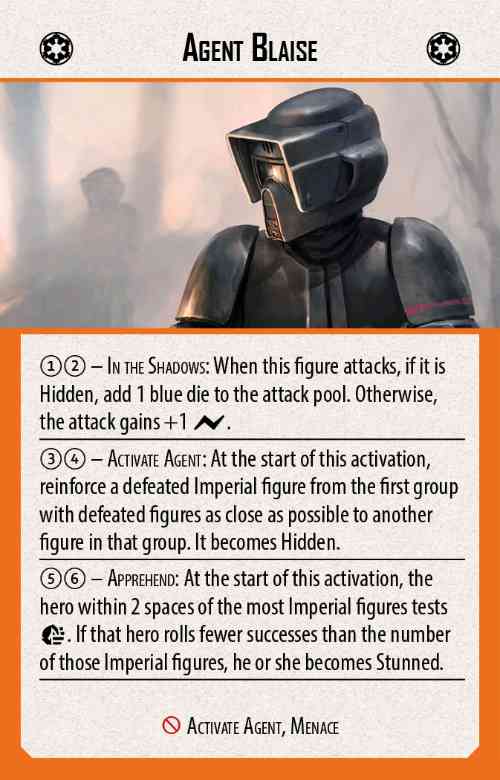 Agent Blaise
①② – In the Shadows: When this figure attacks, if it is
Hidden, add 1 blue die to the attack pool. Otherwise,
the attack gains +1 .
③④ – Activate Agent: At the start of this activation,
reinforce a defeated Imperial figure from the first group
with defeated figures as close as possible to another
figure in that group. It becomes Hidden.
⑤⑥ – Apprehend: At the start of this activation, the
hero within 2 spaces of the most Imperial figures tests
. If that hero rolls fewer successes than the number
of those Imperial figures, he or she becomes Stunned.
Activate Agent, Menace